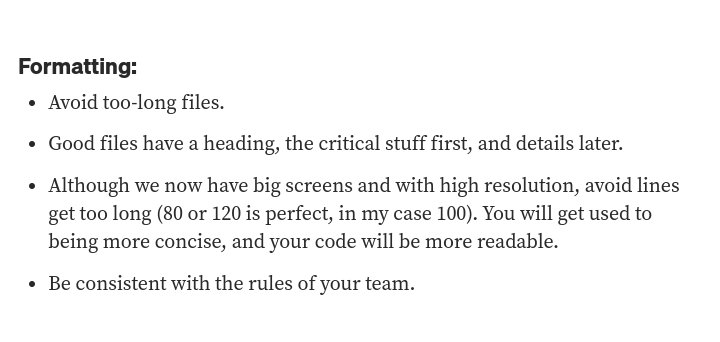 Formatting:
• Avoid too-long files.
• Good files have a heading, the critical stuff first, and details later.
• Although we now have big screens and with high resolution, avoid lines
get too long (80 or 120 is perfect, in my case 100). You will get used to
being more concise, and your code will be more readable.
• Be consistent with the rules of your team.